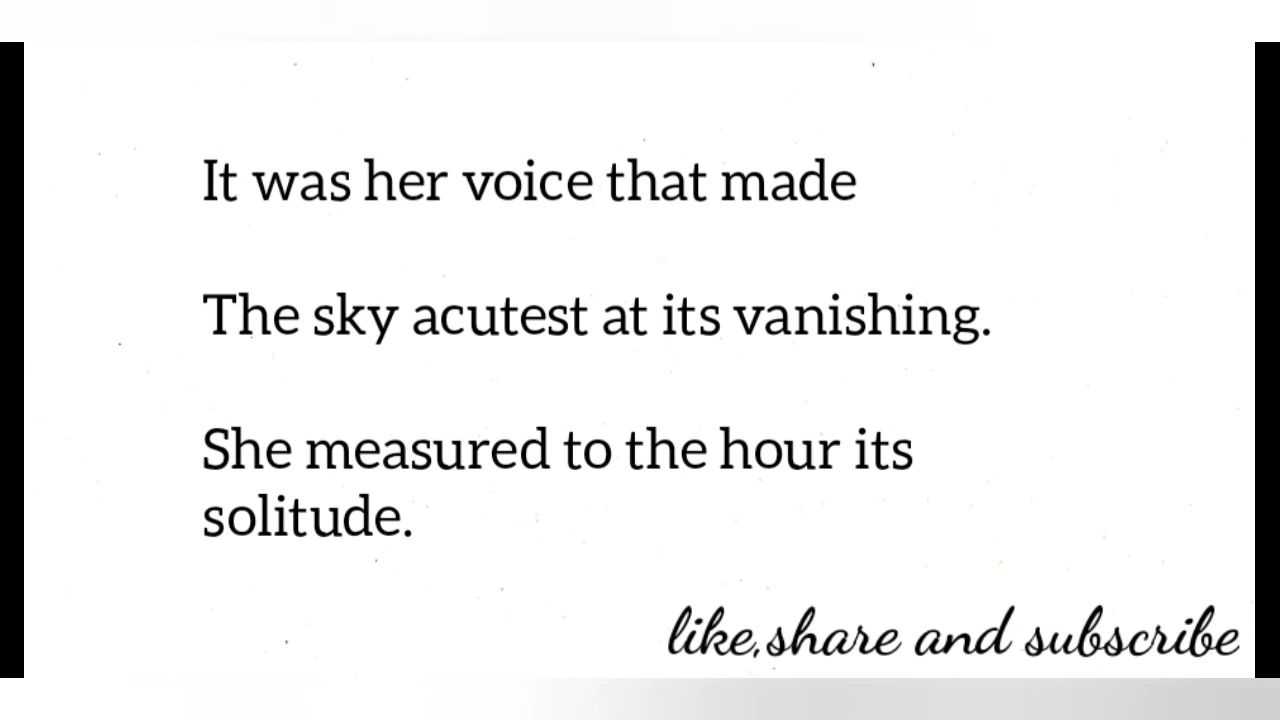 It was her voice that made
The sky acutest at its vanishing.
She measured to the hour its
solitude.
like,share and subscribe